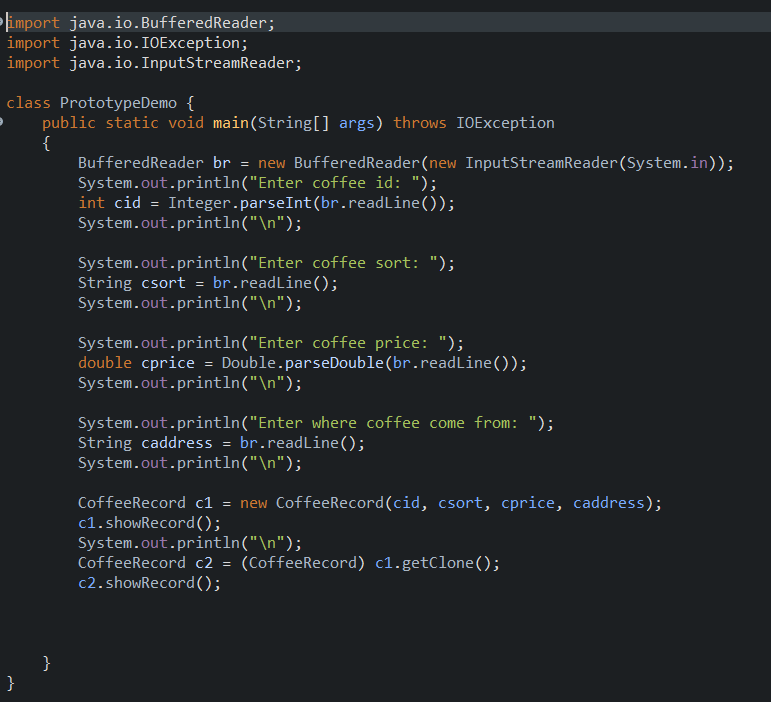 import java.io.BufferedReader;
import java.io.IOException;
import java.io.InputStreamReader;

class PrototypeDemo {
    public static void main(String[] args) throws IOException
    {
        BufferedReader br = new BufferedReader(new InputStreamReader(System.in));
        System.out.println("Enter coffee id: ");
        int cid = Integer.parseInt(br.readLine());
        System.out.println("\n");

        System.out.println("Enter coffee sort: ");
        String csort = br.readLine();
        System.out.println("\n");

        System.out.println("Enter coffee price: ");
        double cprice = Double.parseDouble(br.readLine());
        System.out.println("\n");

        System.out.println("Enter where coffee come from: ");
        String caddress = br.readLine();
        System.out.println("\n");

        CoffeeRecord c1 = new CoffeeRecord(cid, csort, cprice, caddress);
        c1.showRecord();
        System.out.println("\n");
        CoffeeRecord c2 = (CoffeeRecord) c1.getClone();
        c2.showRecord();



    }
}